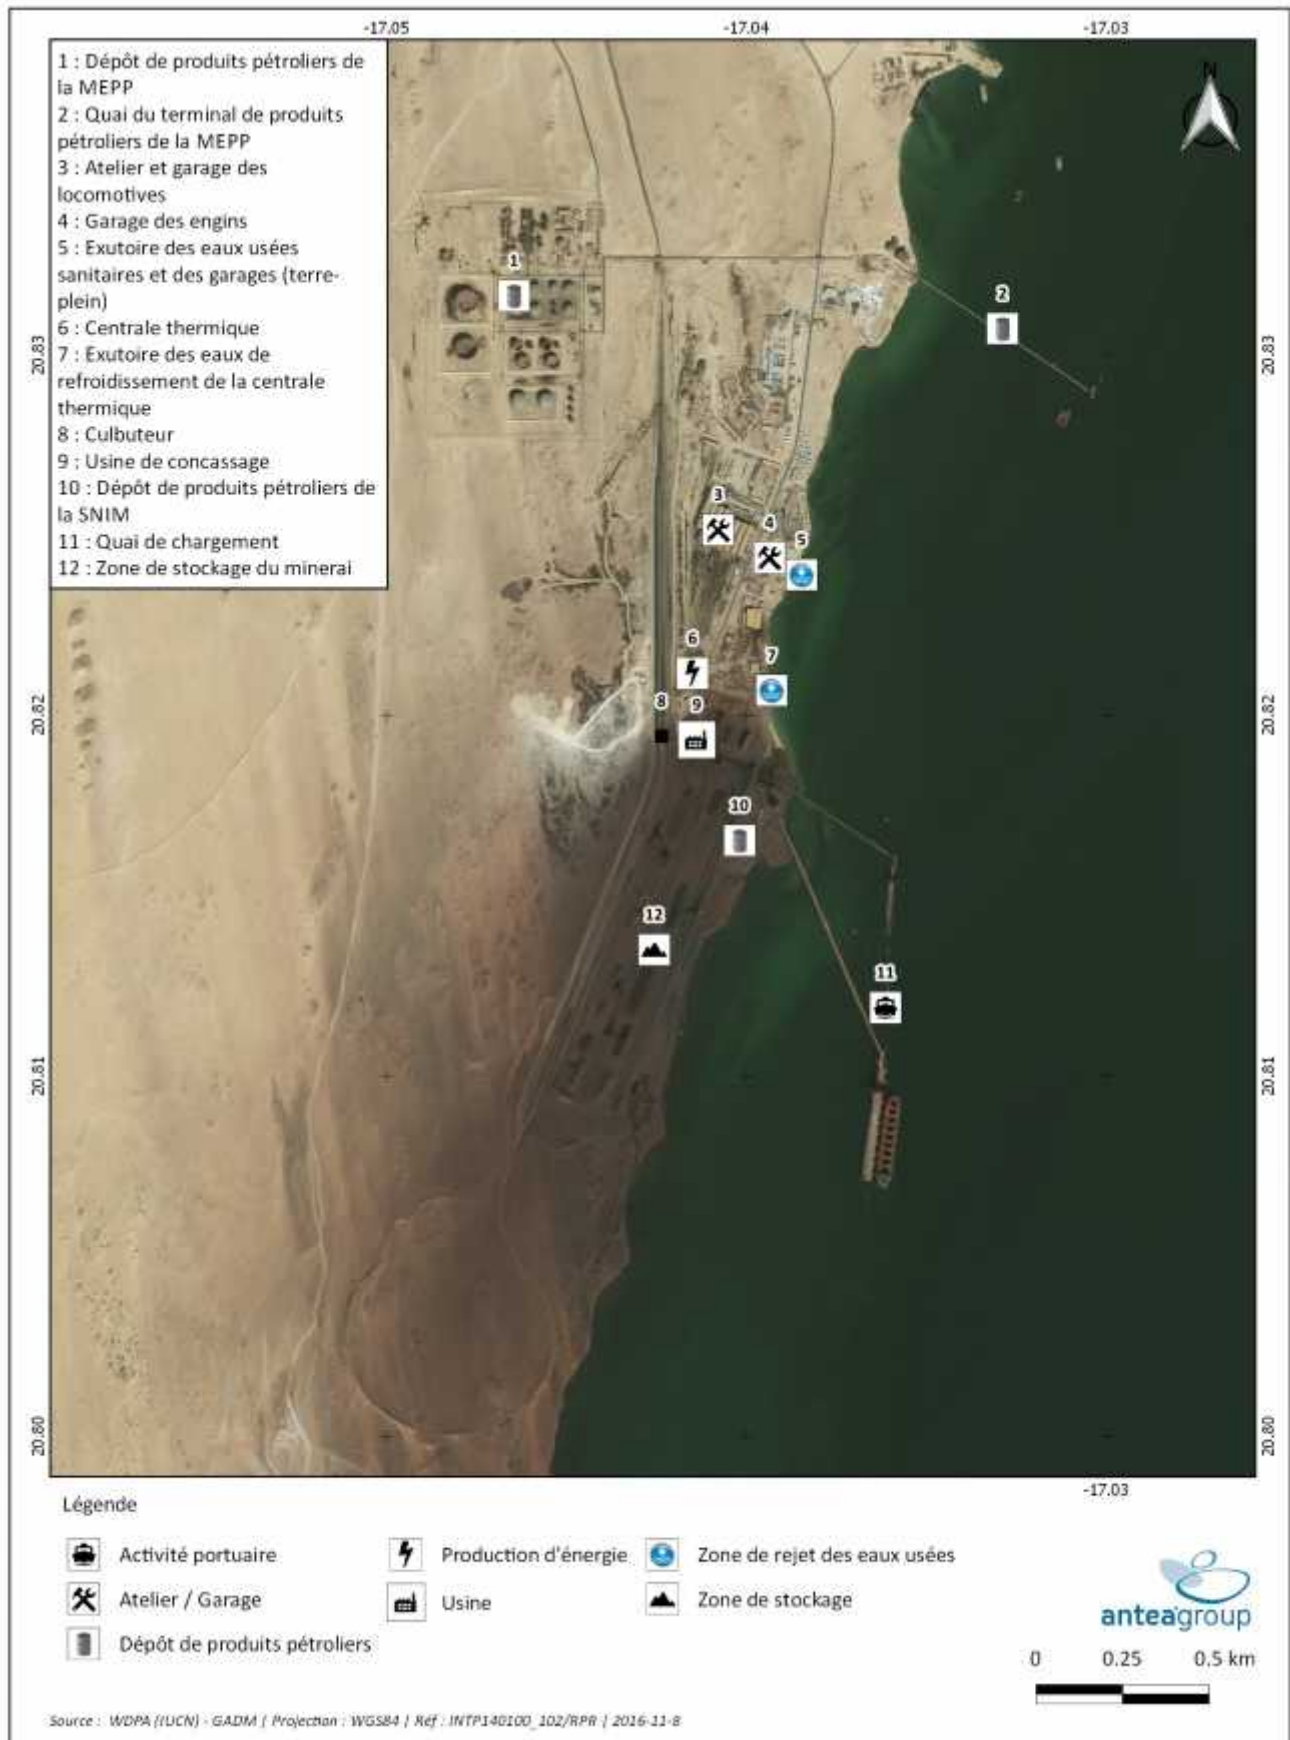 -17.05
-17.04
-17.03
1 : Dépôt de produits pétroliers de
la MEPP
2 : Quai du terminal de produits
pétroliers de la MEPP
3 : Atelier et garage des
locomotives
4 : Garage des engins
5 : Exutoire des eaux usées
sanitaires et des garages (terre-
plein)
6 : Centrale thermique
7 : Exutoire des eaux de
refroidissement de la centrale
thermique
8 : Culbuteur
9 : Usine de concassage
10 : Dépôt de produits pétroliers de
la SNIM
11 : Quai de chargement
12 : Zone de stockage du minerai
N
1
2
20.83
20.83
3
4
5
6
7
8
9
20.82
20.82
10
12
11
20.81
20.81
20.80
20.80
-17.03
Légende
Activité portuaire
Production d'énergie
Zone de rejet des eaux usées
Atelier / Garage
Usine
Zone de stockage
Dépôt de produits pétroliers
anteagroup
0 0.25 0.5 km
Source : WDPA (IUCN) - GADM | Projection : WGS84 | Réf : INTP140100_102/RPR | 2016-11-8